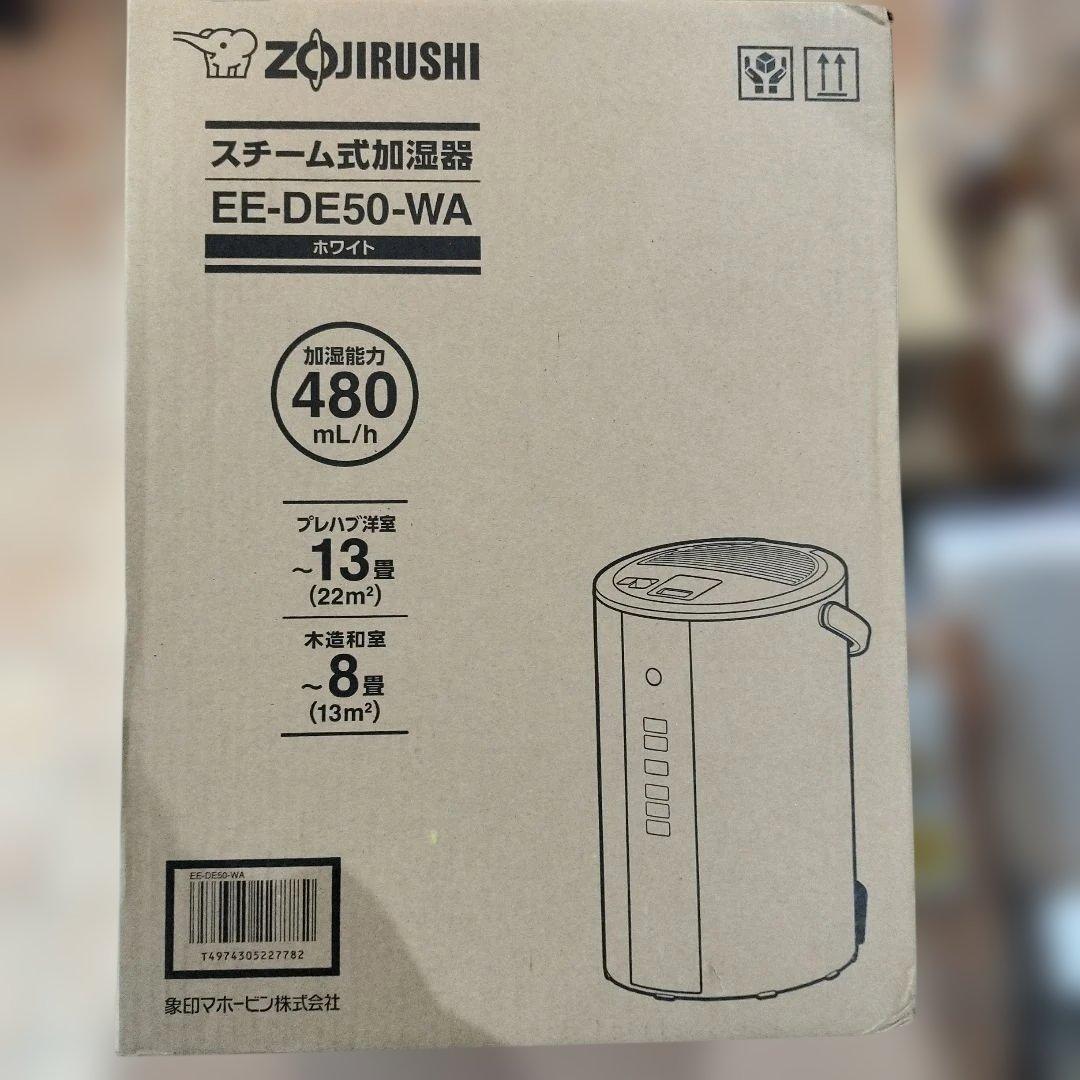 ZOJIRUSHI
スチーム式加湿器
EE-DE50-WA
ホワイト
加湿能力
480
mL/h
プレハブ洋室
～13畳
(22m²)
木造和室
～8畳
(13m²)
EE-DE50-WA
T4974305227782
象印マホービン株式会社